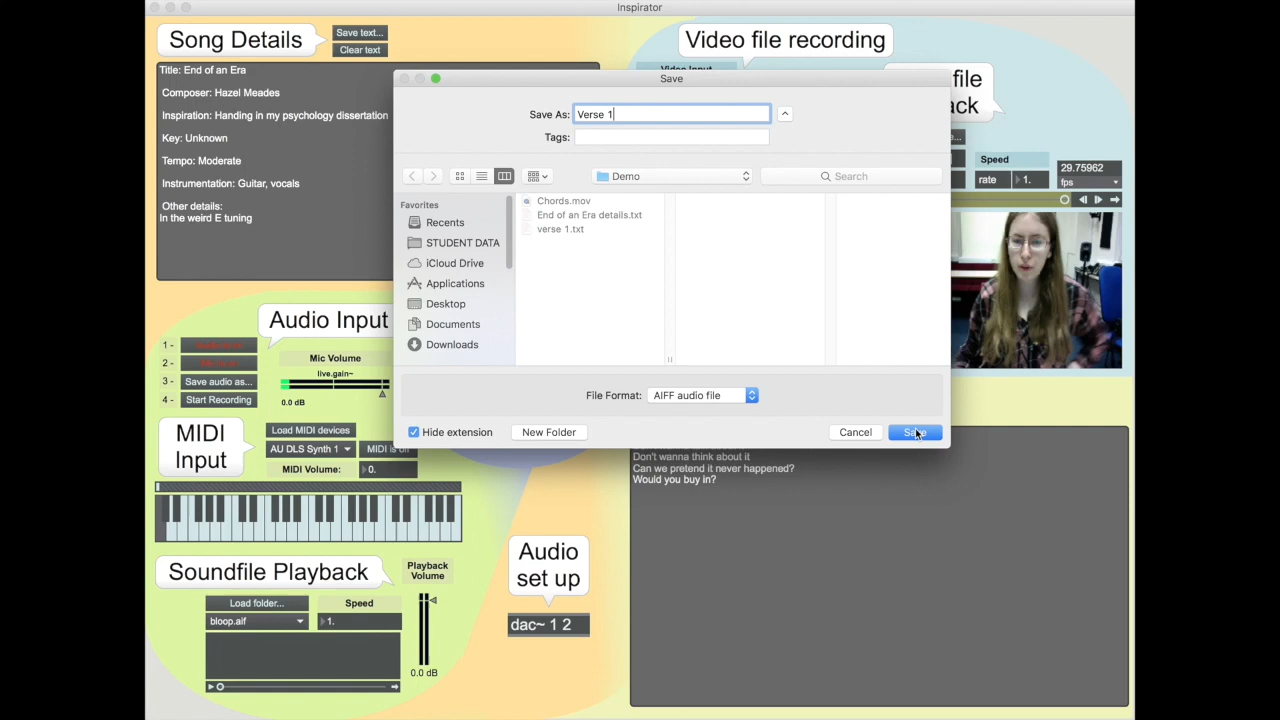 Inspirator
Song Details
Save text...
Clear text
Title: End of an Era
Composer: Hazel Meades
Inspiration: Handing in my psychology dissertation
Key: Unknown
Tempo: Moderate
Instrumentation: Guitar, vocals
Other details:
In the weird E tuning
Video file recording
Video Input
file
ck
Speed
rate
1.
29.75962
fps
Save
Save As:
Verse 1
Tags:
Demo
Search
Favorites
Recents
STUDENT DATA
iCloud Drive
Applications
Desktop
Documents
Downloads
Chords.mov
End of an Era details.txt
verse 1.txt
File Format:
AIFF audio file
Hide extension
New Folder
Cancel
Save
Audio Input
1 -
2 -
3 -
Save audio as...
4 -
Start Recording
Mic Volume
live.gain~
0.0 dB
MIDI
Input
Load MIDI devices
AU DLS Synth 1
MIDI is off
MIDI Volume:
0.
Soundfile Playback
Playback
Volume
Load folder...
Speed
bloop.aif
1.
0.0 dB
Audio
set up
dac~ 1 2
Don't wanna think about it
Can we pretend it never happened?
Would you buy in?